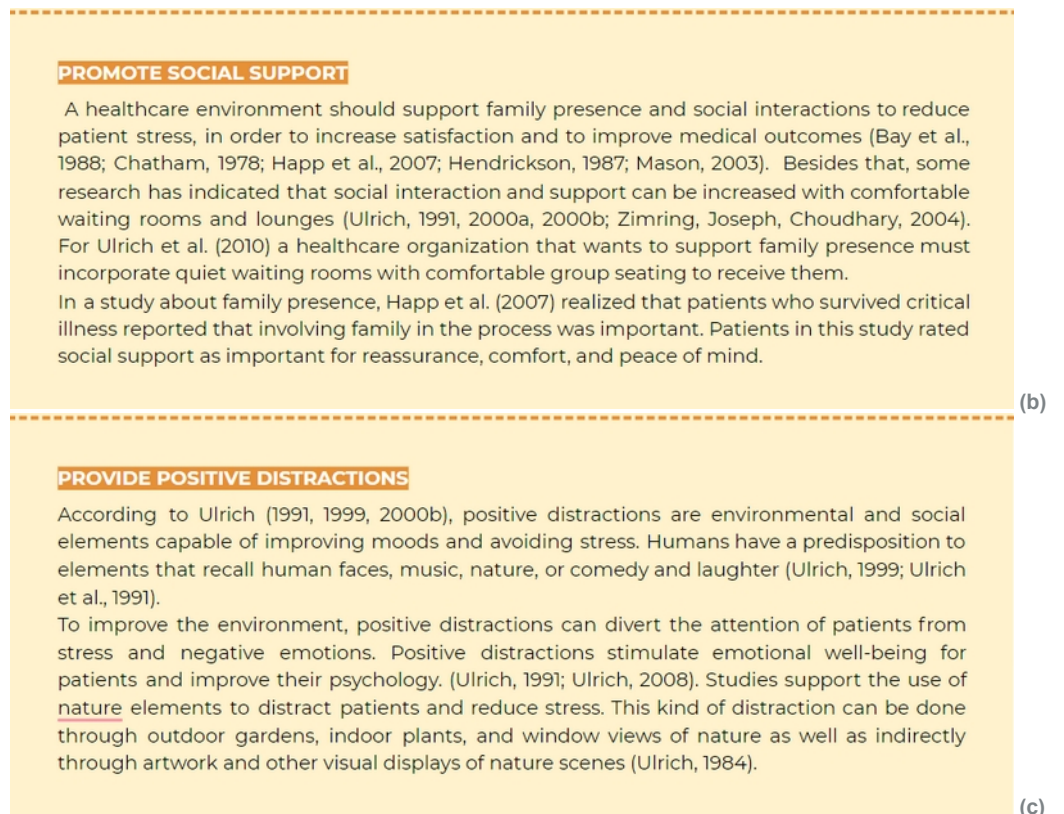 PROMOTE SOCIAL SUPPORT
A healthcare environment should support family presence and social interactions to reduce
patient stress, in order to increase satisfaction and to improve medical outcomes (Bay et al.,
1988; Chatham, 1978; Happ et al., 2007; Hendrickson, 1987; Mason, 2003). Besides that, some
research has indicated that social interaction and support can be increased with comfortable
waiting rooms and lounges (Ulrich, 1991, 2000a, 2000b; Zimring, Joseph, Choudhary, 2004).
For Ulrich et al. (2010) a healthcare organization that wants to support family presence must
incorporate quiet waiting rooms with comfortable group seating to receive them.
In a study about family presence, Happ et al. (2007) realized that patients who survived critical
illness reported that involving family in the process was important. Patients in this study rated
social support as important for reassurance, comfort, and peace of mind.
(b)
PROVIDE POSITIVE DISTRACTIONS
According to Ulrich (1991, 1999, 2000b), positive distractions are environmental and social
elements capable of improving moods and avoiding stress. Humans have a predisposition to
elements that recall human faces, music, nature, or comedy and laughter (Ulrich, 1999; Ulrich
et al., 1991).
To improve the environment, positive distractions can divert the attention of patients from
stress and negative emotions. Positive distractions stimulate emotional well-being for
patients and improve their psychology. (Ulrich, 1991; Ulrich, 2008). Studies support the use of
nature elements to distract patients and reduce stress. This kind of distraction can be done
through outdoor gardens, indoor plants, and window views of nature as well as indirectly
through artwork and other visual displays of nature scenes (Ulrich, 1984).
(c)